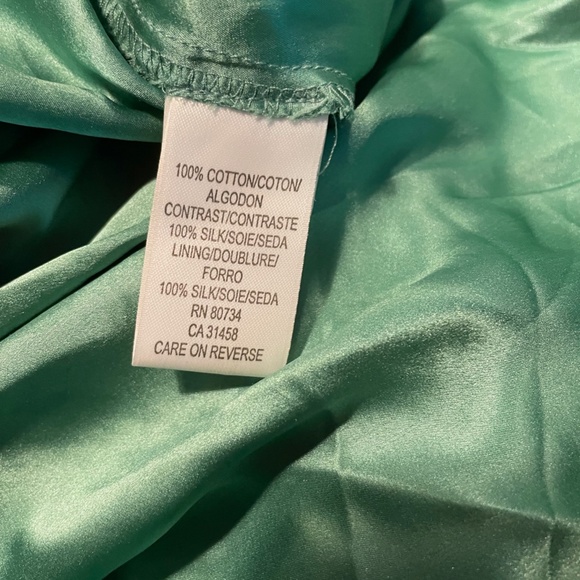 100% COTTON/COTON/
ALGODON
CONTRAST/CONTRASTE
100% SILK/SOIE/SEDA
LINING/DOUBLURE/
FORRO
100% SILK/SOIE/SEDA
RN 80734
CA 31458
CARE ON REVERSE